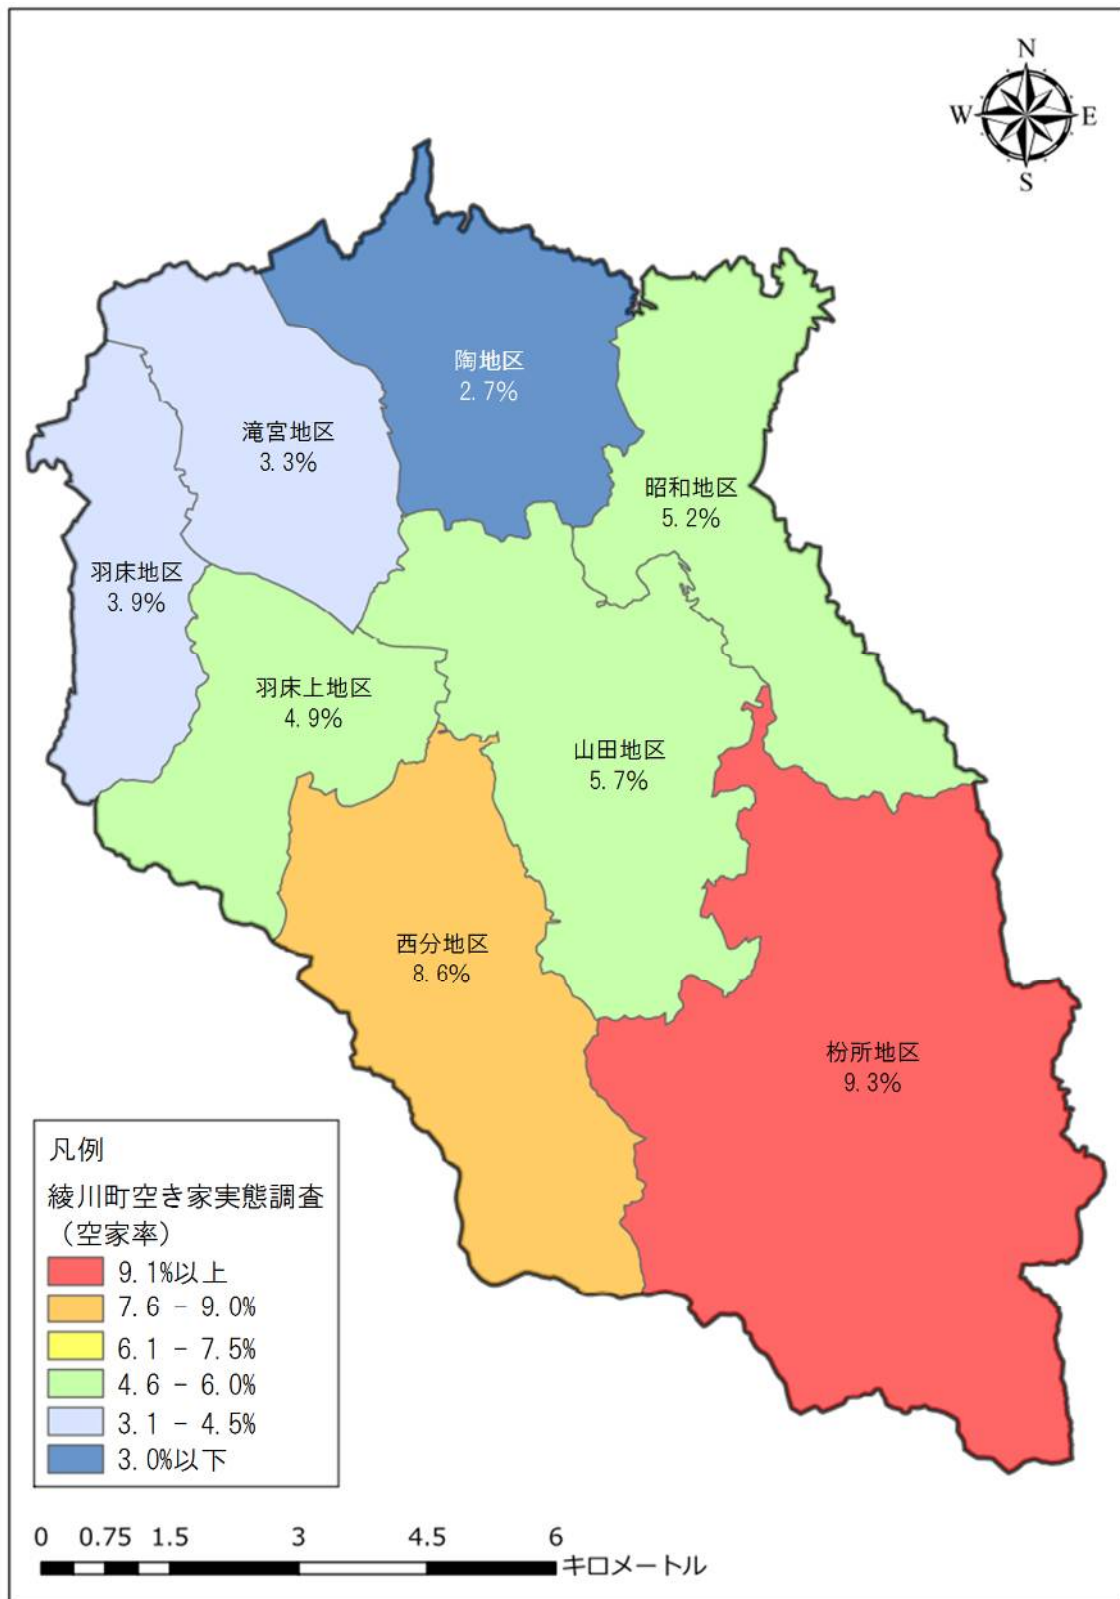 N
W
E
S
陶地区
2.7%
滝宮地区
3.3%
昭和地区
5.2%
羽床地区
3.9%
羽床上地区
4.9%
山田地区
5.7%
西分地区
8.6%
枌所地区
9.3%
凡例
綾川町空き家実態調査
（空家率）
9.1%以上
7.6 - 9.0%
6.1 - 7.5%
4.6 - 6.0%
3.1 - 4.5%
3.0%以下
0 0.75 1.5 3 4.5 6
キロメートル